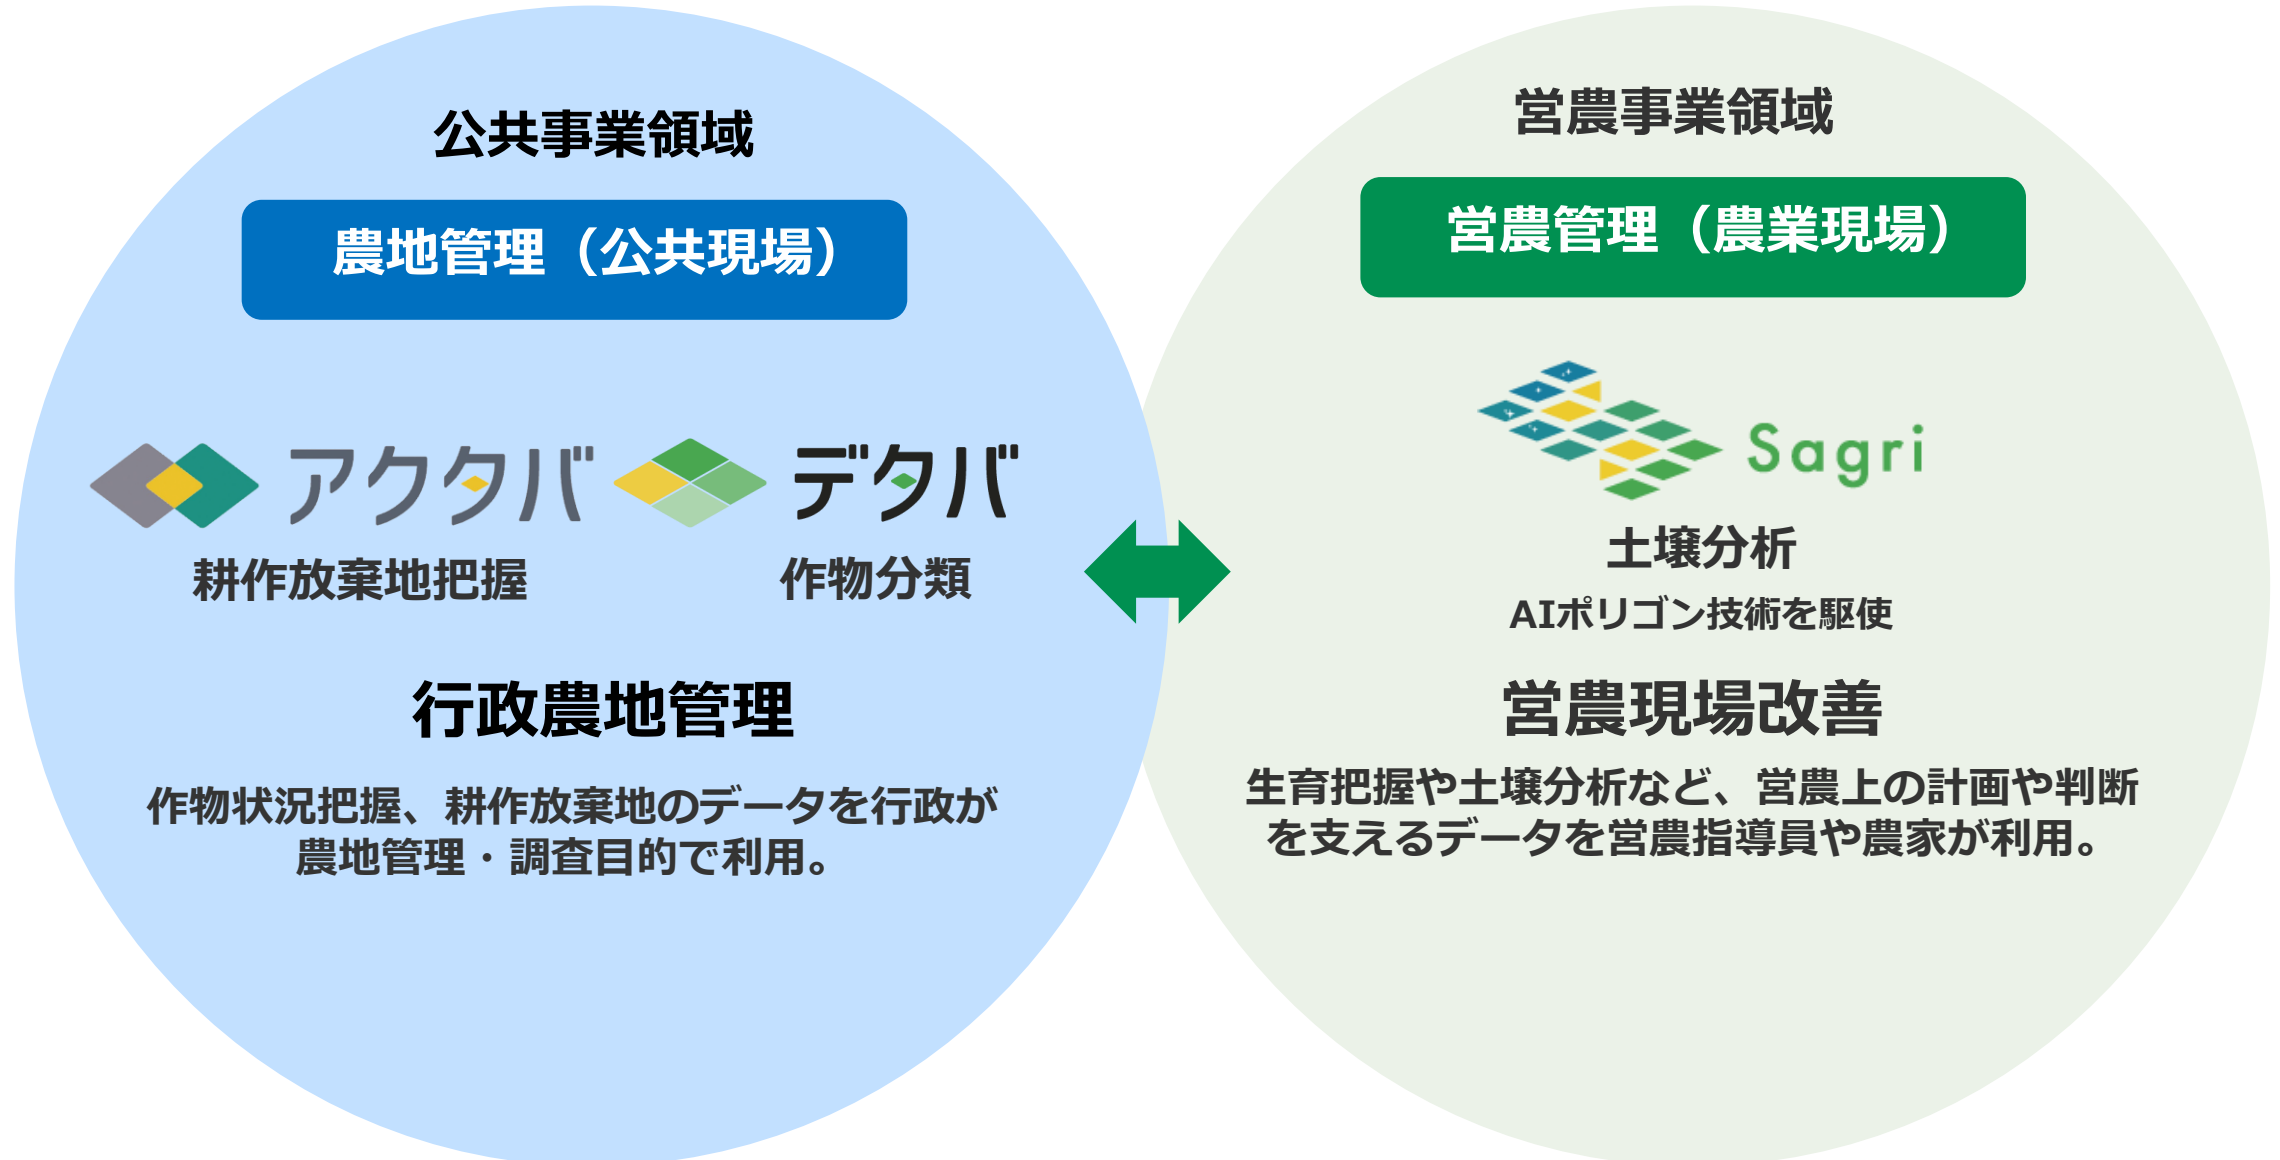 公共事業領域
農地管理（公共現場）
アクタバ
耕作放棄地把握
デタバ
作物分類
行政農地管理
作物状況把握、耕作放棄地のデータを行政が
農地管理・調査目的で利用。
営農事業領域
営農管理（農業現場）
Sagri
土壌分析
AIポリゴン技術を駆使
営農現場改善
生育把握や土壌分析など、営農上の計画や判断
を支えるデータを営農指導員や農家が利用。